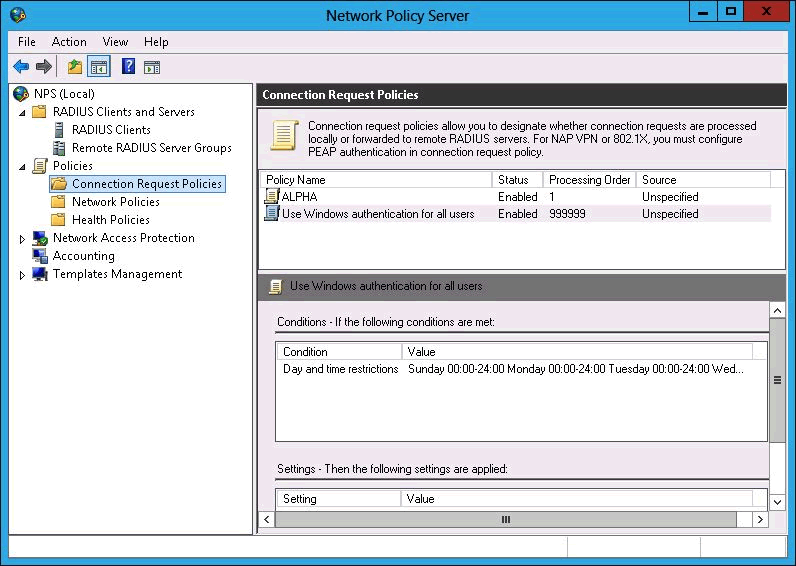 Network Policy Server
File Action View Help
NPS (Local)
RADIUS Clients and Servers
RADIUS Clients
Remote RADIUS Server Groups
Policies
Connection Request Policies
Network Policies
Health Policies
Network Access Protection
Accounting
Templates Management
Connection Request Policies
Connection request policies allow you to designate whether connection requests are processed
locally or forwarded to remote RADIUS servers. For NAP VPN or 802.1X, you must configure
PEAP authentication in connection request policy.
Policy Name Status Processing Order Source
ALPHA Enabled 1 Unspecified
Use Windows authentication for all users Enabled 999999 Unspecified
Use Windows authentication for all users
Conditions - If the following conditions are met:
Condition Value
Day and time restrictions Sunday 00:00-24:00 Monday 00:00-24:00 Tuesday 00:00-24:00 Wed...
Settings - Then the following settings are applied:
Setting Value